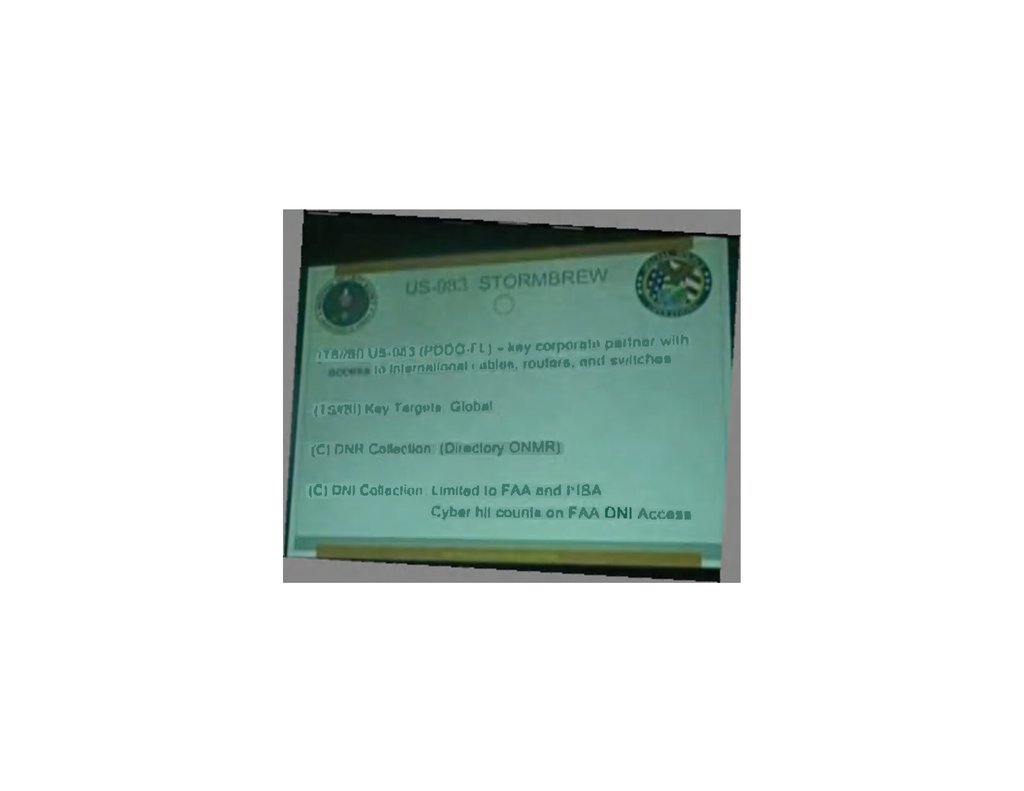 US-983 STORMBREW
(TS//SI) US-983 (PDDG-FL) – key corporate partner with
access to international cables, routers, and switches
(TS//SI) Key Targets: Global
(C) DNR Collection: (Directory ONMR)
(C) DNI Collection: Limited to FAA and FISA
Cyber hit counts on FAA DNI Access